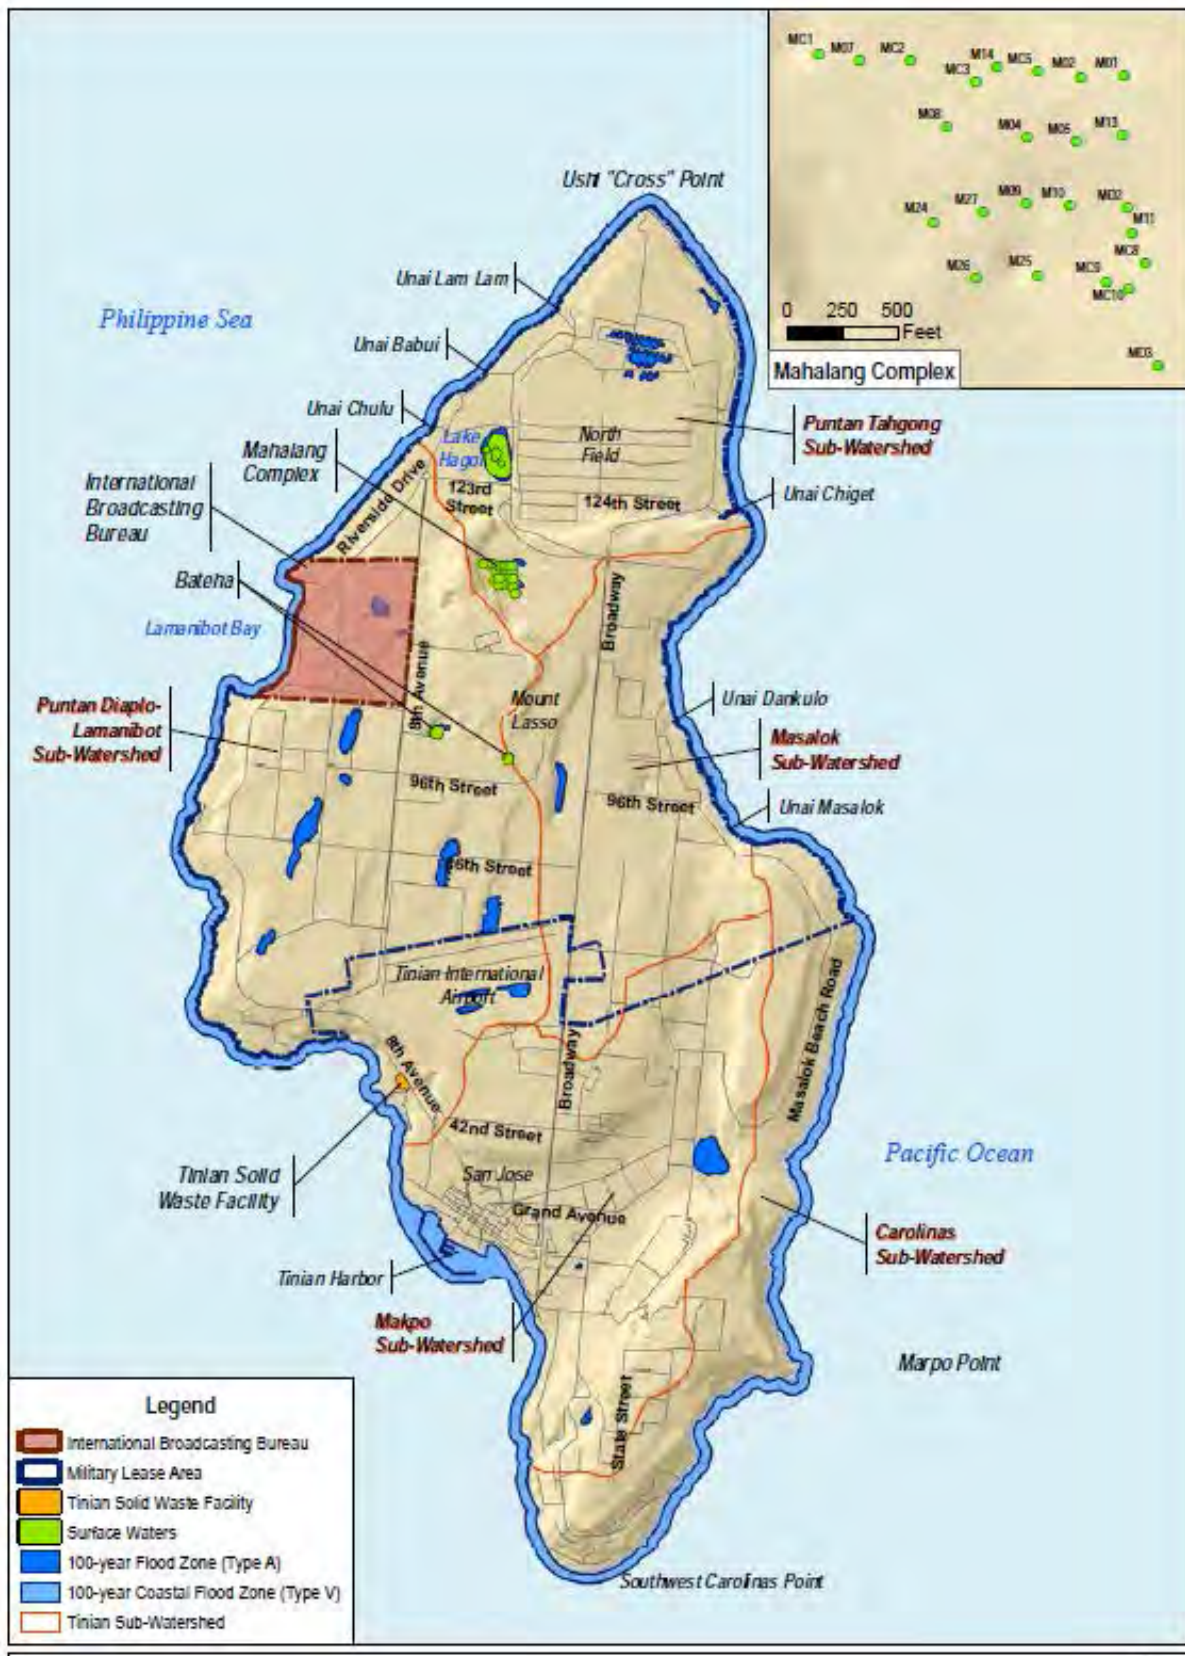 MC1
M07
MC2
M14
MC5
M02
M01
MC3
M08
M04
M05
M13
M24
M27
M09
M10
M11
M26
M25
MC9
MC8
MC10
0 250 500
Feet
Mahalang Complex
Ushi "Cross" Point
Unai Lam Lam
Philippine Sea
Unai Babui
Unai Chulu
Mahalang
Complex
Lake
Hagoi
North
Field
Puntan Tahgong
Sub-Watershed
International
Broadcasting
Bureau
Riverside Drive
123rd
Street
124th Street
Unai Chiget
Bateha
Lamanibot Bay
8th Avenue
Broadway
Mount
Lasso
Unai Dankulo
Puntan Diaplo-
Lamanibot
Sub-Watershed
Masalok
Sub-Watershed
96th Street
96th Street
Unai Masalok
86th Street
Tinian International
Airport
8th Avenue
Broadway
Masalok Beach Road
42nd Street
Pacific Ocean
Tinian Solid
Waste Facility
San Jose
Grand Avenue
Carolinas
Sub-Watershed
Tinian Harbor
Makpo
Sub-Watershed
Marpo Point
State Street
Southwest Carolinas Point
Legend
International Broadcasting Bureau
Military Lease Area
Tinian Solid Waste Facility
Surface Waters
100-year Flood Zone (Type A)
100-year Coastal Flood Zone (Type V)
Tinian Sub-Watershed